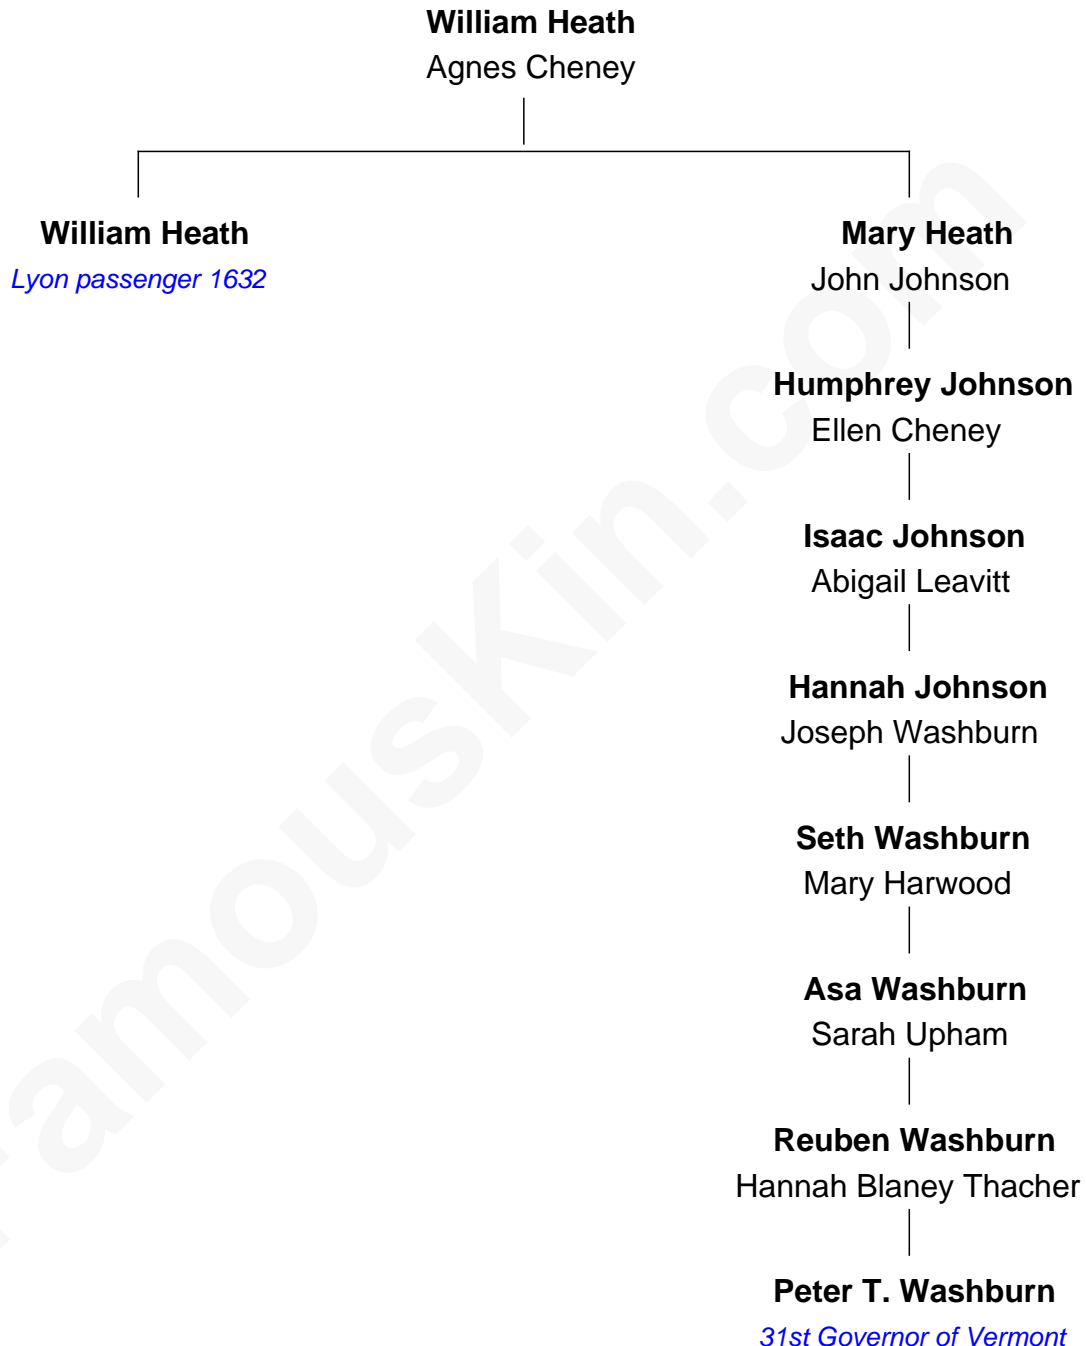 William Heath
Agnes Cheney
William Heath
Lyon passenger 1632
Mary Heath
John Johnson
Humphrey Johnson
Ellen Cheney
Isaac Johnson
Abigail Leavitt
Hannah Johnson
Joseph Washburn
Seth Washburn
Mary Harwood
Asa Washburn
Sarah Upham
Reuben Washburn
Hannah Blaney Thacher
Peter T. Washburn
31st Governor of Vermont
FamousKin.com